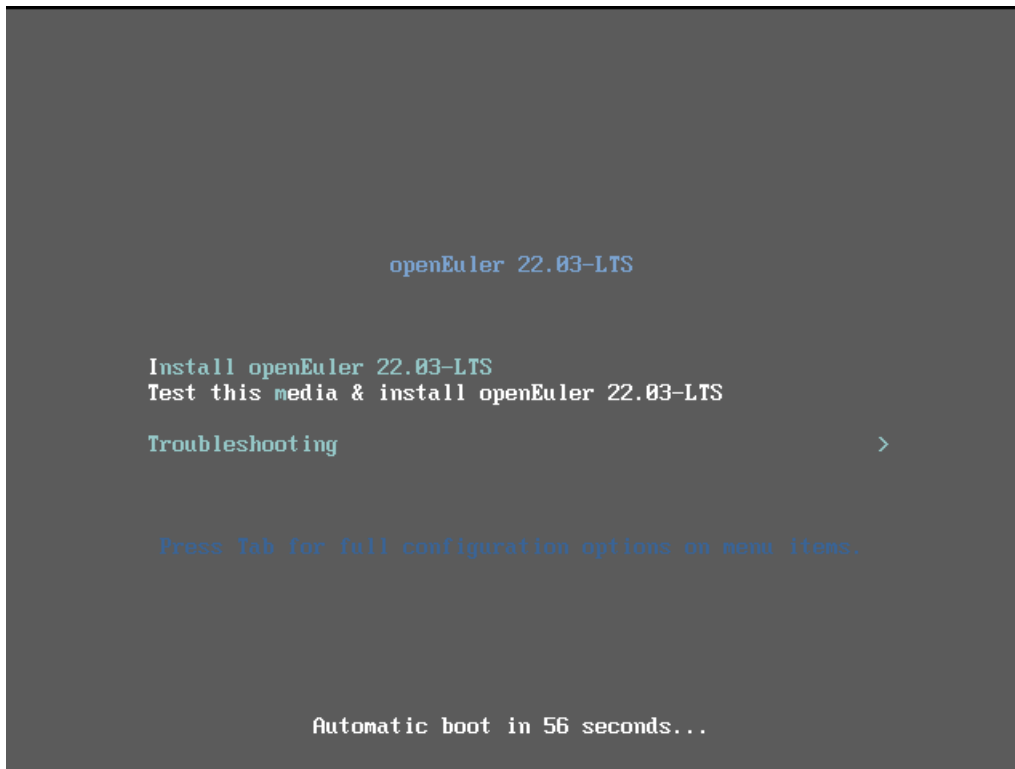 openEuler 22.03-LTS
Install openEuler 22.03-LTS
Test this media & install openEuler 22.03-LTS
Troubleshooting >
Press Tab for full configuration options on menu items.
Automatic boot in 56 seconds...